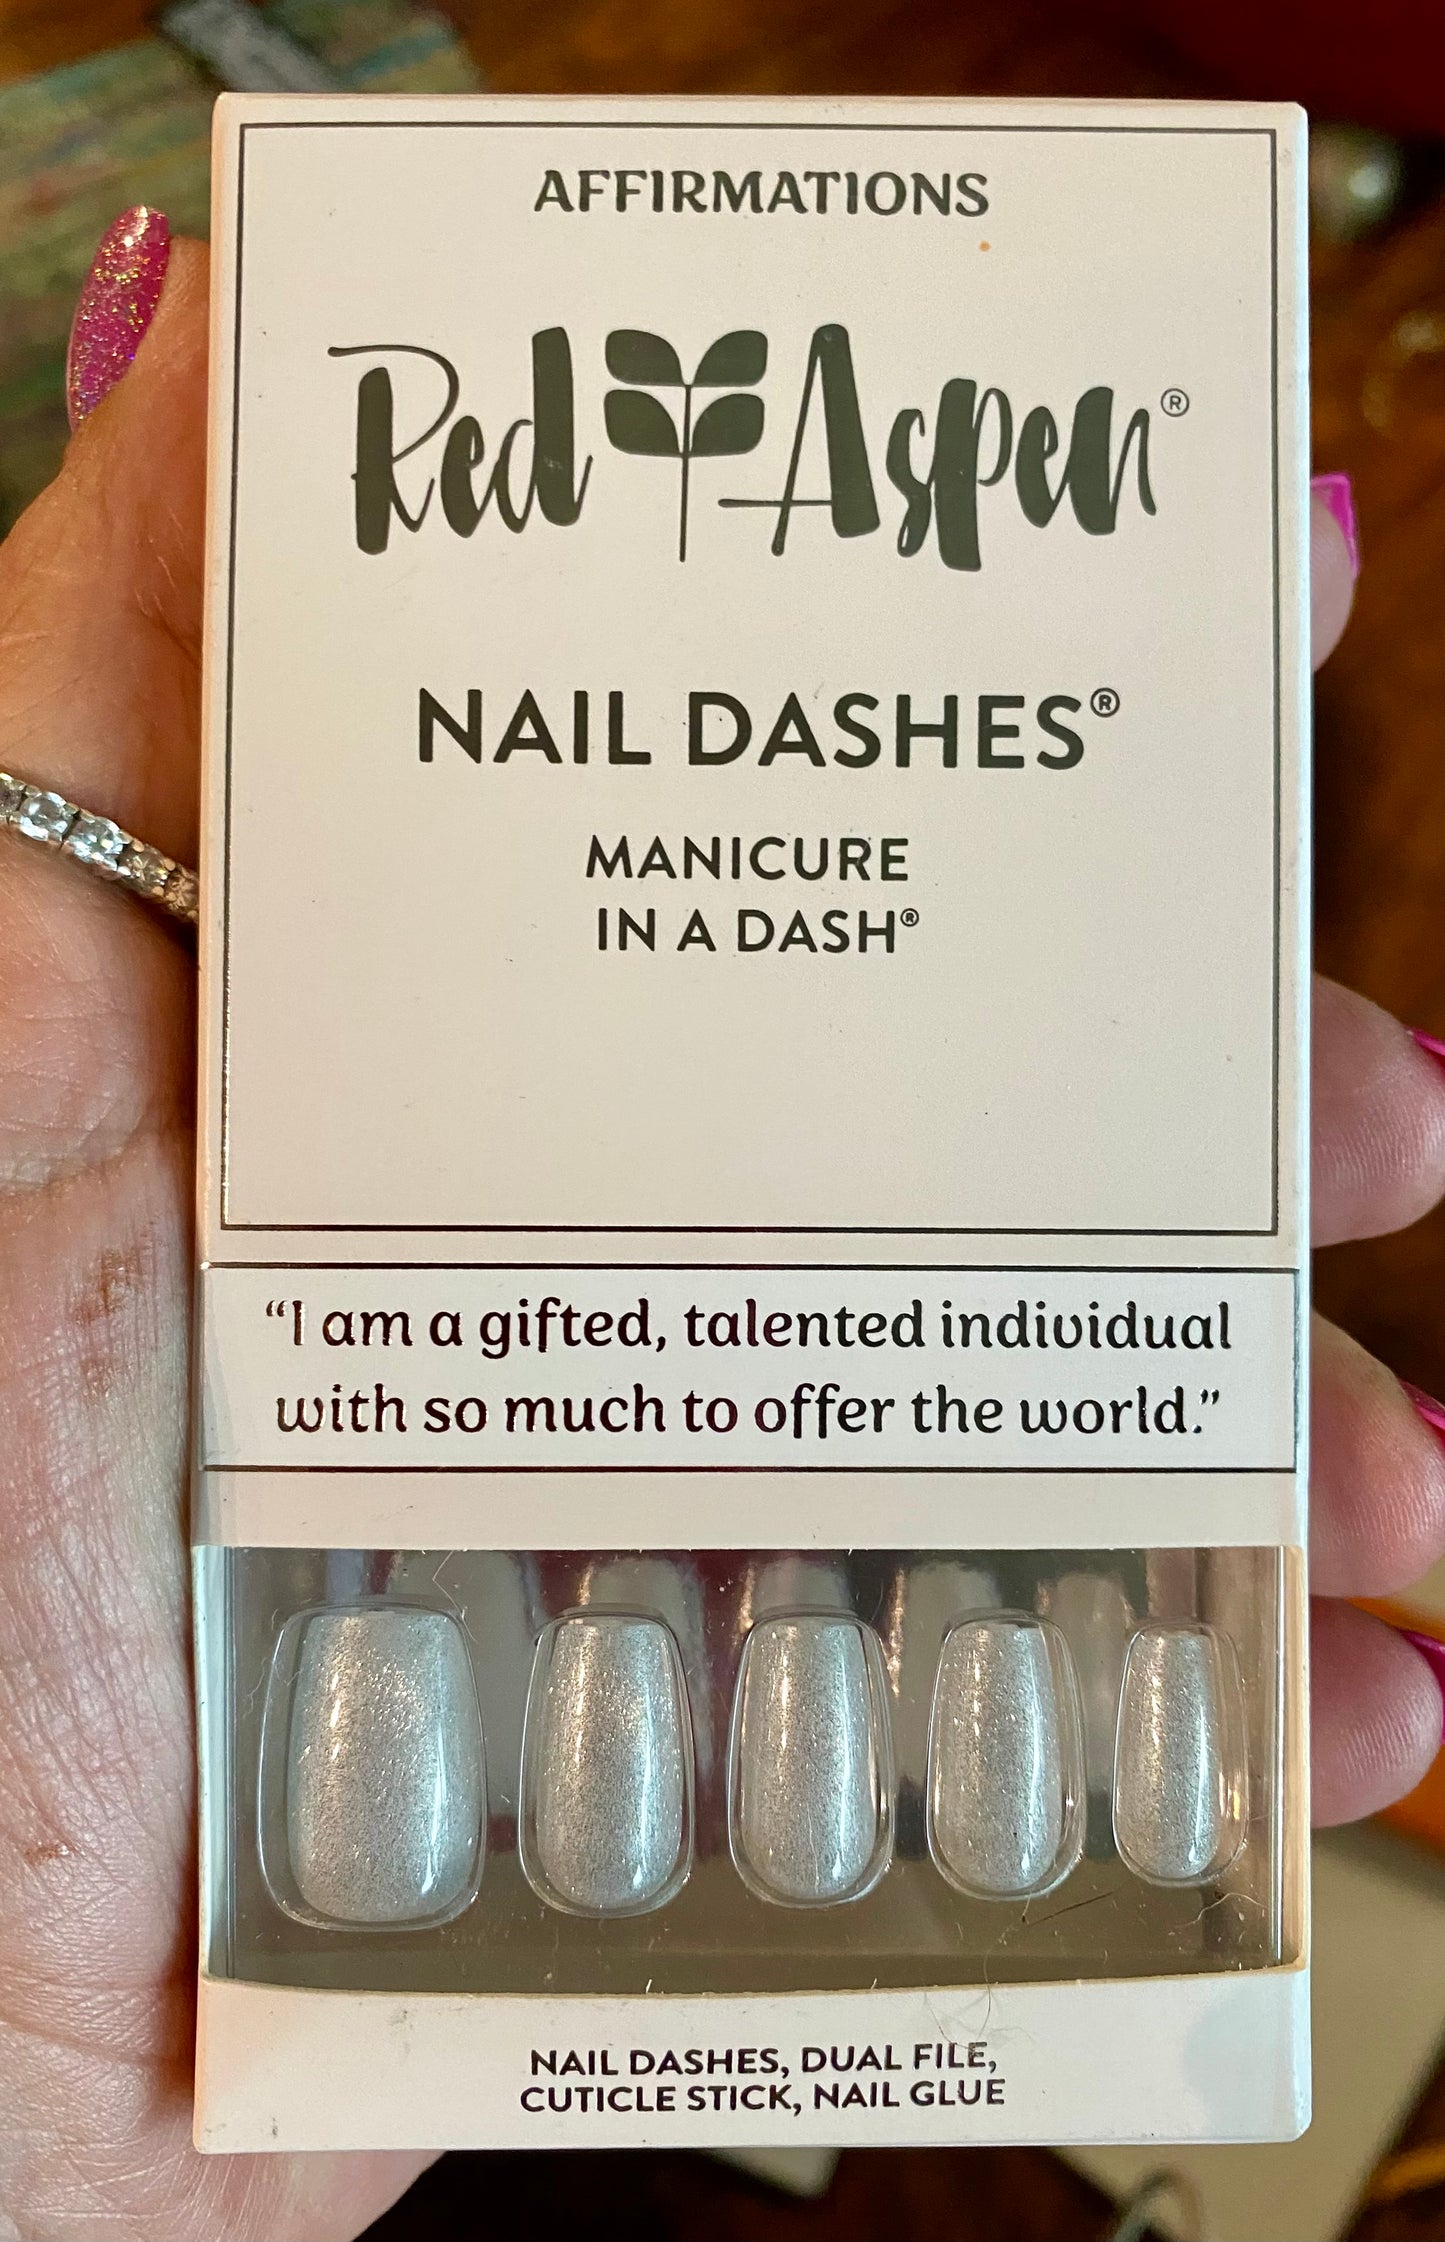 AFFIRMATIONS
Red Aspen®
NAIL DASHES®
MANICURE
IN A DASH®
“I am a gifted, talented individual
with so much to offer the world.”
NAIL DASHES, DUAL FILE,
CUTICLE STICK, NAIL GLUE